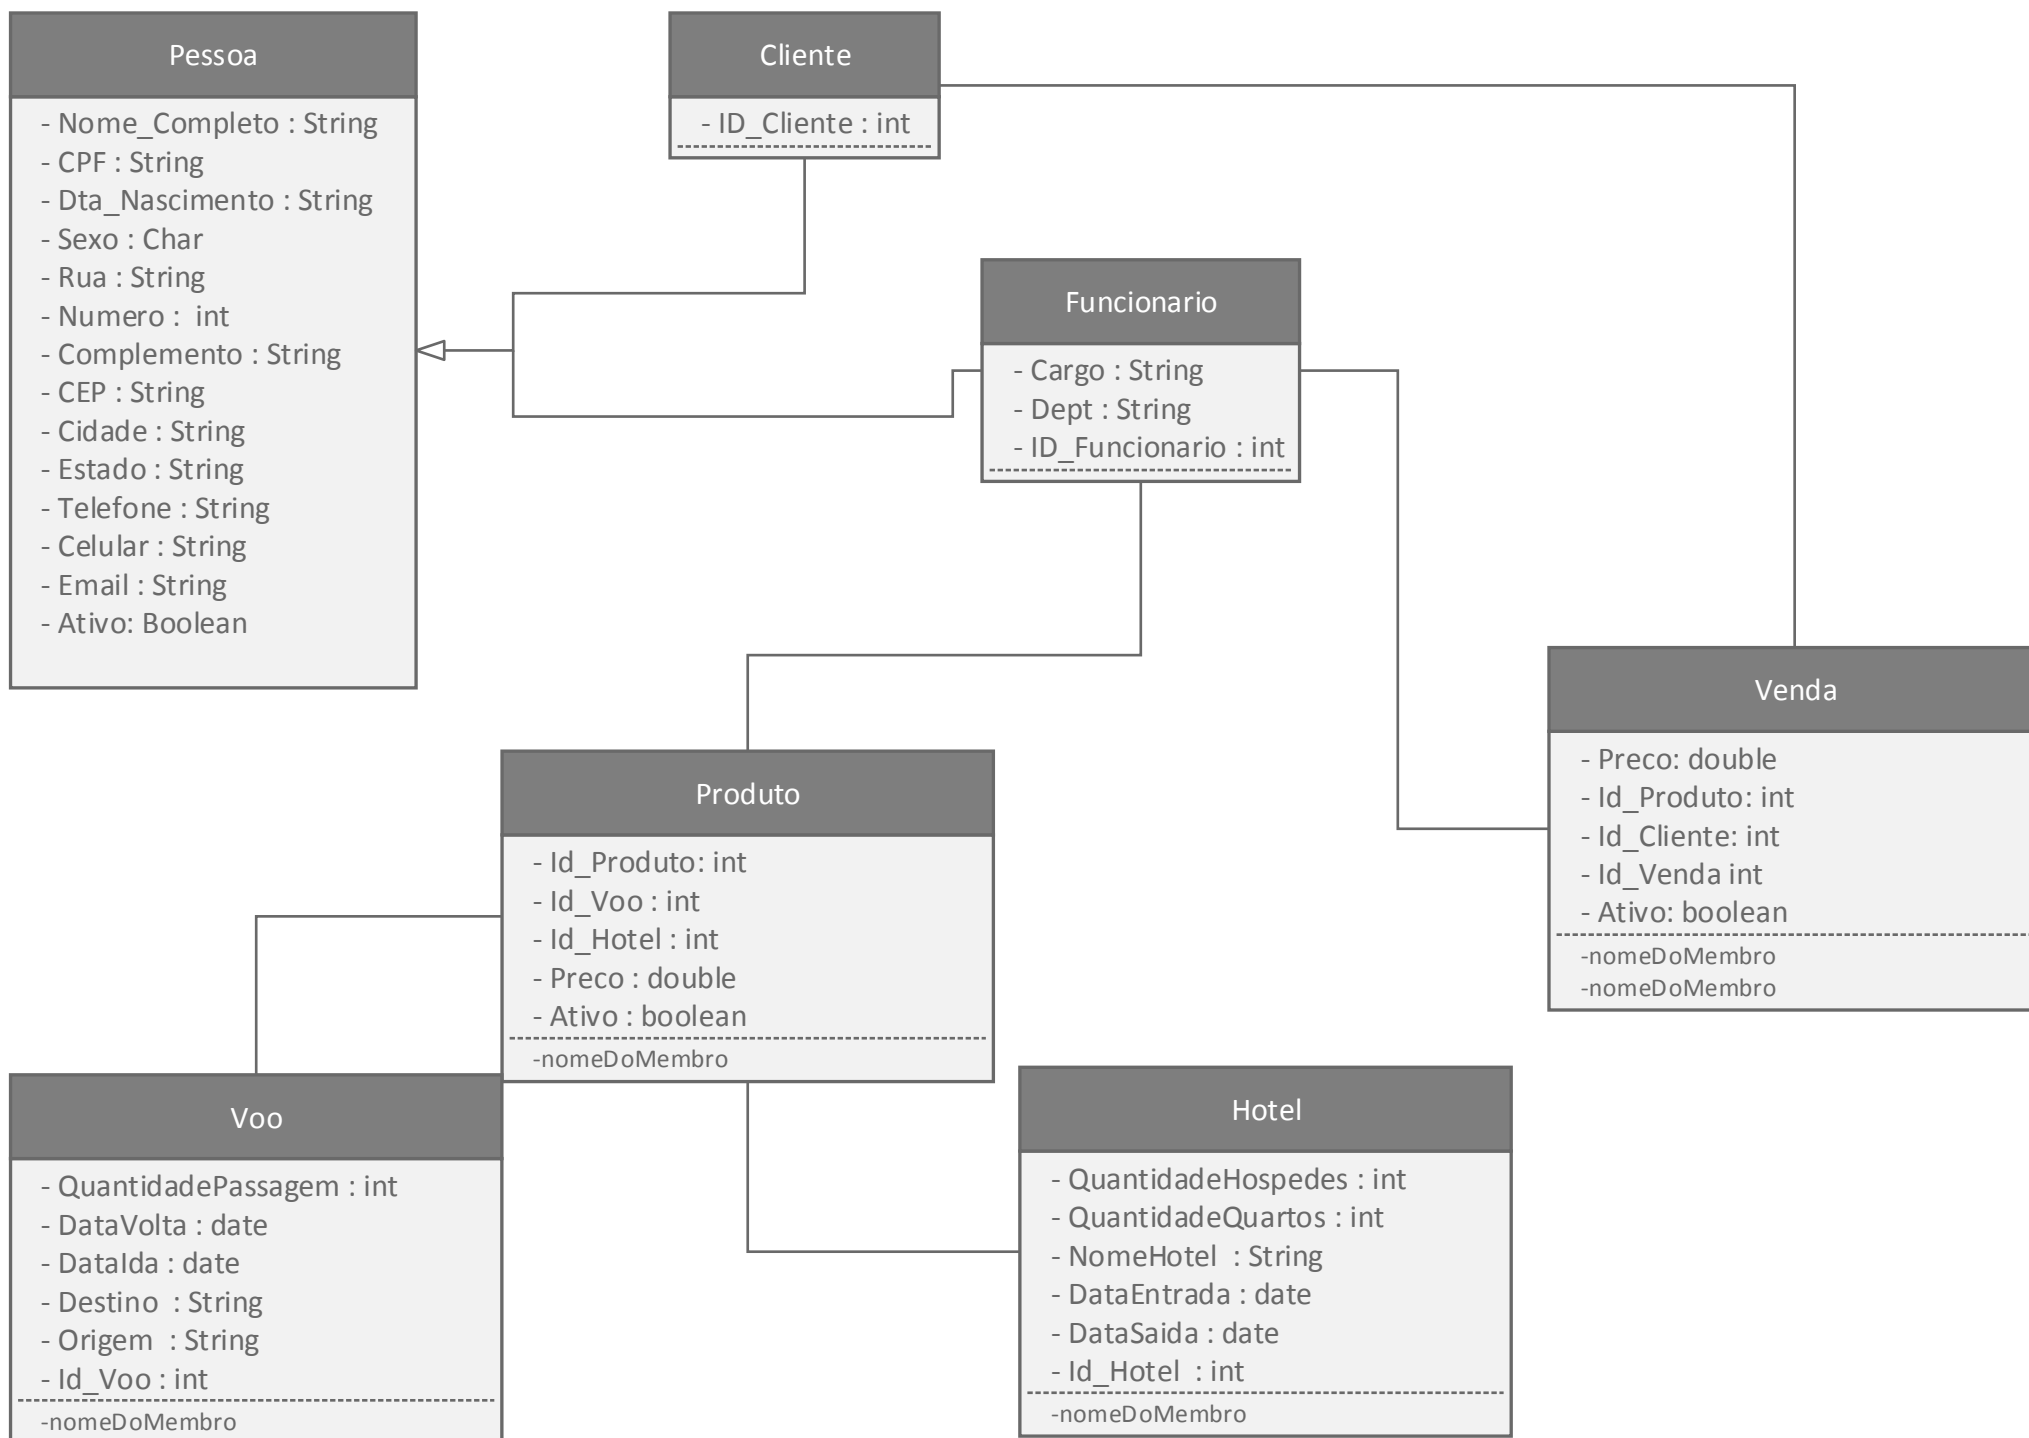 Pessoa
- Nome_Completo : String
- CPF : String
- Dta_Nascimento : String
- Sexo : Char
- Rua : String
- Numero :  int
- Complemento : String
- CEP : String
- Cidade : String
- Estado : String
- Telefone : String
- Celular : String
- Email : String
- Ativo: Boolean
Cliente
- ID_Cliente : int
Funcionario
- Cargo : String
- Dept : String
- ID_Funcionario : int
Venda
- Preco: double
- Id_Produto: int
- Id_Cliente: int
- Id_Venda int
- Ativo: boolean
-nomeDoMembro
-nomeDoMembro
Produto
- Id_Produto: int
- Id_Voo : int
- Id_Hotel : int
- Preco : double
- Ativo : boolean
-nomeDoMembro
Voo
- QuantidadePassagem : int
- DataVolta : date
- DataIda : date
- Destino  : String
- Origem  : String
- Id_Voo : int
-nomeDoMembro
Hotel
- QuantidadeHospedes : int
- QuantidadeQuartos : int
- NomeHotel  : String
- DataEntrada : date
- DataSaida : date
- Id_Hotel  : int
-nomeDoMembro